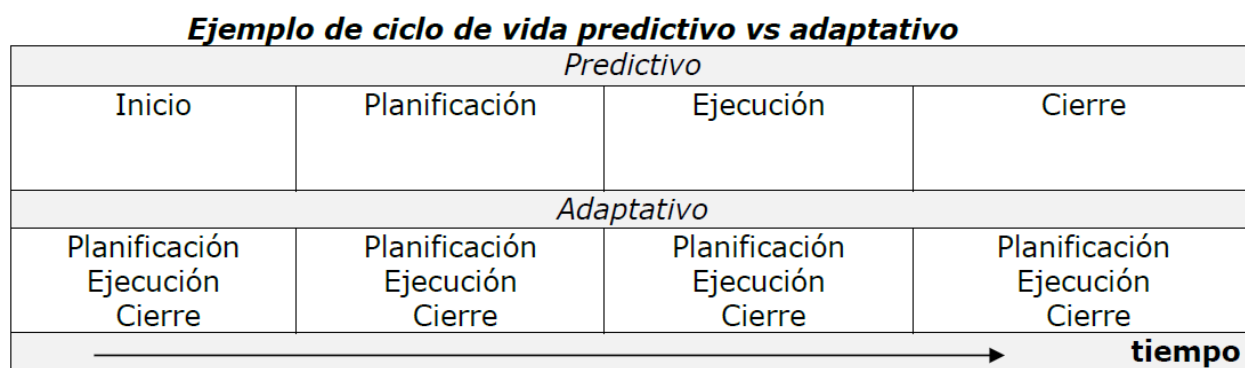 Ejemplo de ciclo de vida predictivo vs adaptativo
Predictivo
Inicio Planificación Ejecución Cierre
Adaptativo
Planificación Planificación Planificación Planificación
Ejecución Ejecución Ejecución Ejecución
Cierre Cierre Cierre Cierre
tiempo